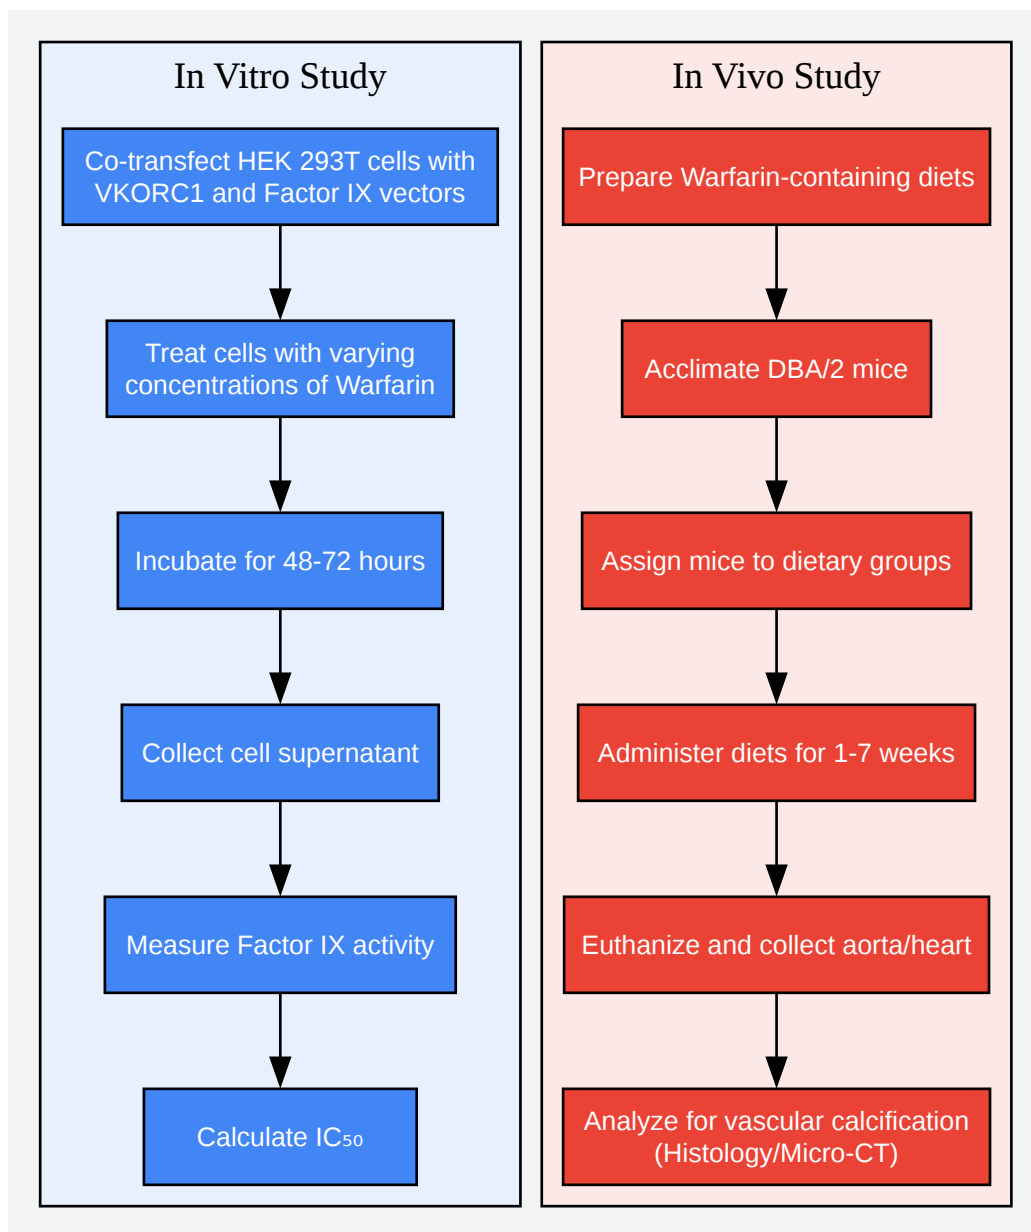 In Vitro Study
Co-transfect HEK 293T cells with
VKORC1 and Factor IX vectors
Treat cells with varying
concentrations of Warfarin
Incubate for 48-72 hours
Collect cell supernatant
Measure Factor IX activity
Calculate IC₅₀
In Vivo Study
Prepare Warfarin-containing diets
Acclimate DBA/2 mice
Assign mice to dietary groups
Administer diets for 1-7 weeks
Euthanize and collect aorta/heart
Analyze for vascular calcification
(Histology/Micro-CT)